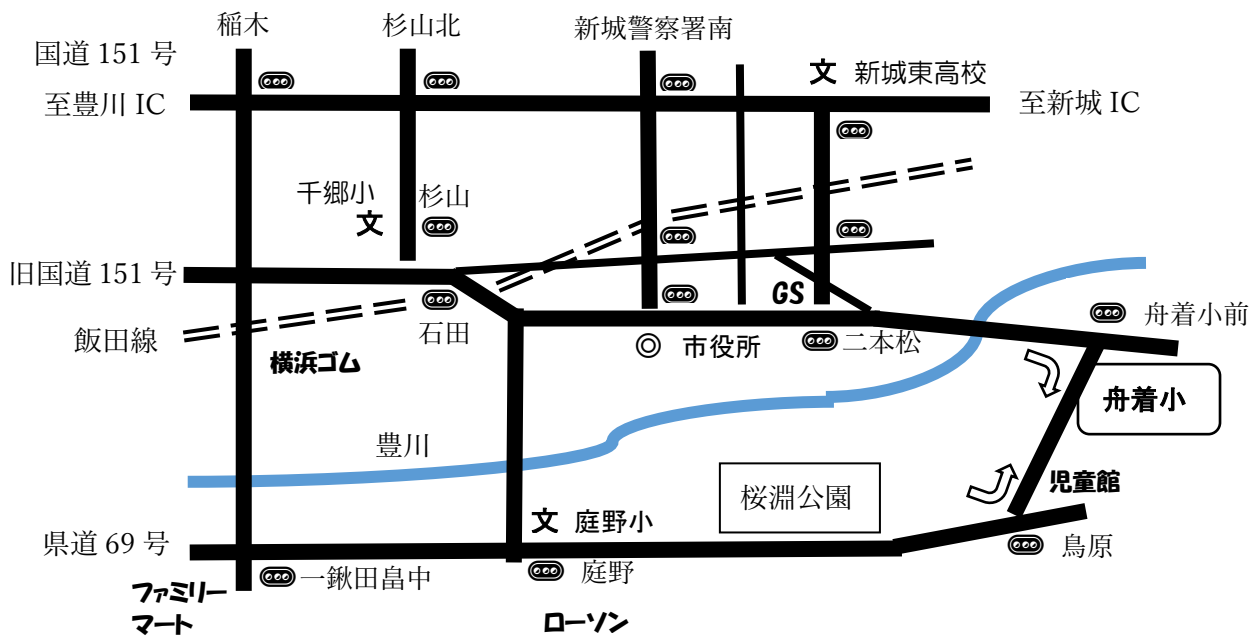 稲木
杉山北
新城警察署南
国道 151 号
文 新城東高校
至豊川 IC
至新城 IC
千郷小
文
杉山
旧国道 151 号
GS
舟着小前
飯田線
石田
◎ 市役所
二本松
横浜ゴム
舟着小
豊川
児童館
桜淵公園
文 庭野小
県道 69 号
鳥原
一鍬田畠中
庭野
ファミリー
マート
ローソン